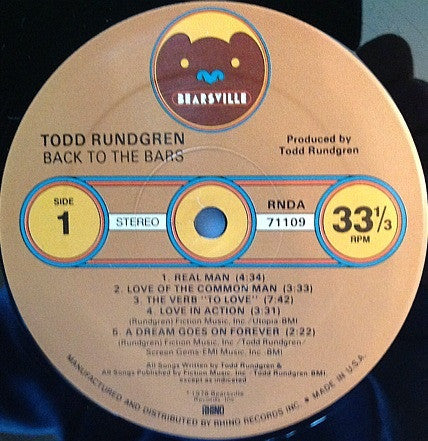 BEARSVILLE
TODD RUNDGREN
BACK TO THE BARS
Produced by
Todd Rundgren
SIDE
1
STEREO
RNDA
71109
33 1/3
RPM
1. REAL MAN (4:34)
2. LOVE OF THE COMMON MAN (3:33)
3. THE VERB "TO LOVE" (7:42)
4. LOVE IN ACTION (3:31)
(Rundgren) Fiction Music, Inc./Utopia-BMI
5. A DREAM GOES ON FOREVER (2:22)
(Rundgren) Fiction Music, Inc./Todd Rundgren/
Screen Gems-EMI Music Inc. BMI
All Songs Written by Todd Rundgren &
All Songs Published by Fiction Music, Inc./Todd Rundgren-BMI,
except as indicated
1978 Bearsville
Records, Inc.
RHINO
MANUFACTURED AND DISTRIBUTED BY RHINO RECORDS INC. • MADE IN U.S.A.